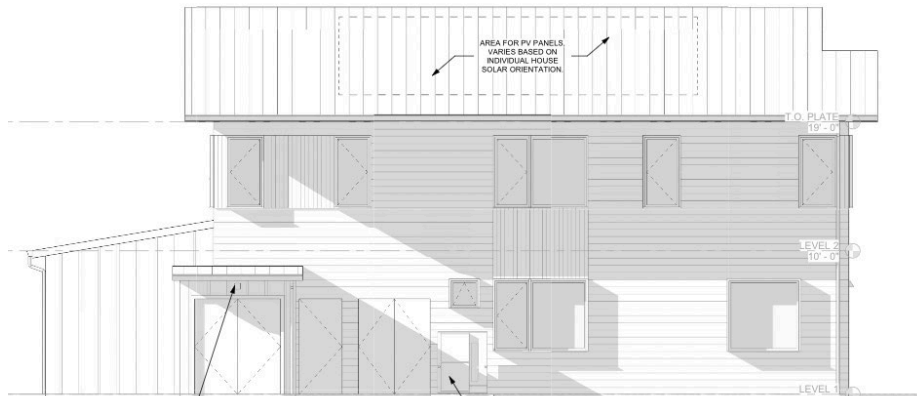 AREA FOR PV PANELS.
VARIES BASED ON
INDIVIDUAL HOUSE
SOLAR ORIENTATION.
T.O. PLATE
19' - 0"
LEVEL 2
10' - 0"
LEVEL 1